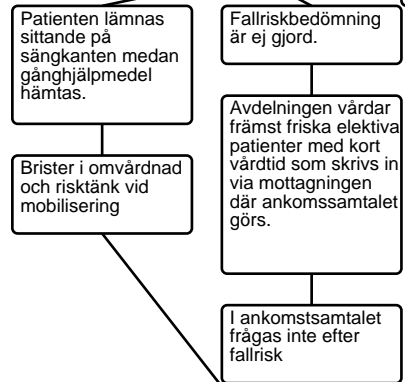 Patienten lämnas
sittande på
sängkanten medan
gånghjälpmedel
hämtas.
Brister i omvårdnad
och risktänk vid
mobilisering
Fallriskbedömning
är ej gjord.
Avdelningen vårdar
främst friska elektiva
patienter med kort
vårdtid som skrivs in
via mottagningen
där ankomssamtalet
görs.
I ankomstsamtalet
frågas inte efter
fallrisk